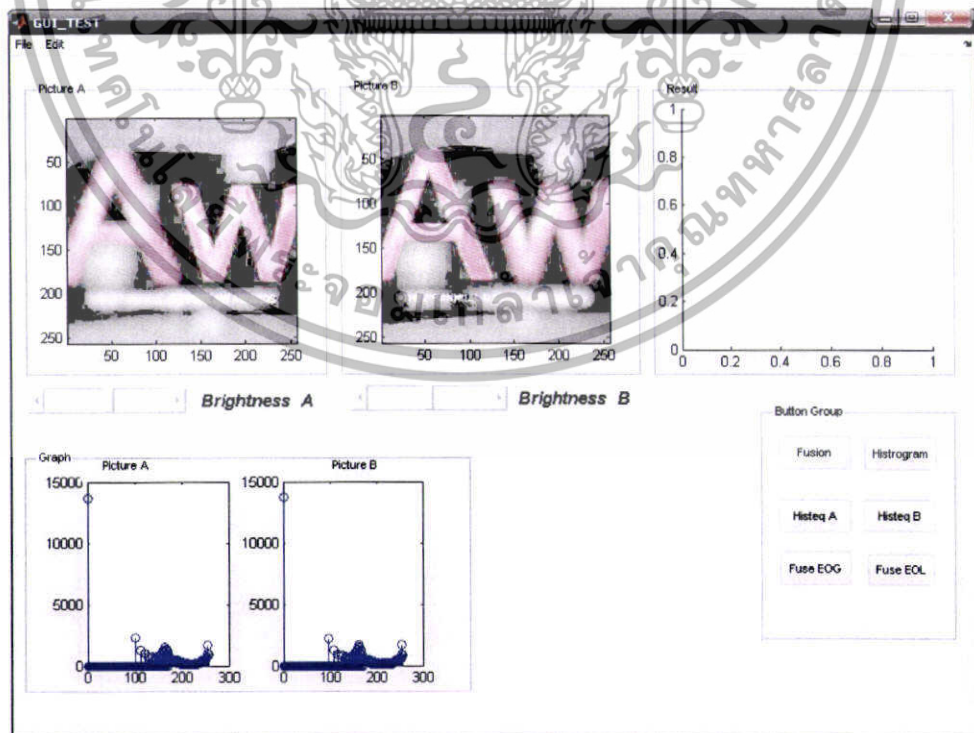 GUI_TEST
File Edit
Picture A
Picture B
Result
50
100
150
200
250
50 100 150 200 250
AW
50
100
150
200
250
50 100 150 200 250
AW
1
0.8
0.6
0.4
0.2
0
0 0.2 0.4 0.6 0.8 1
Brightness A
Brightness B
Button Group
Fusion Histrogram
Histeq A Histeq B
Fuse EOG Fuse EOL
Graph
Picture A
15000
10000
5000
0
0 100 200 300
Picture B
15000
10000
5000
0
0 100 200 300